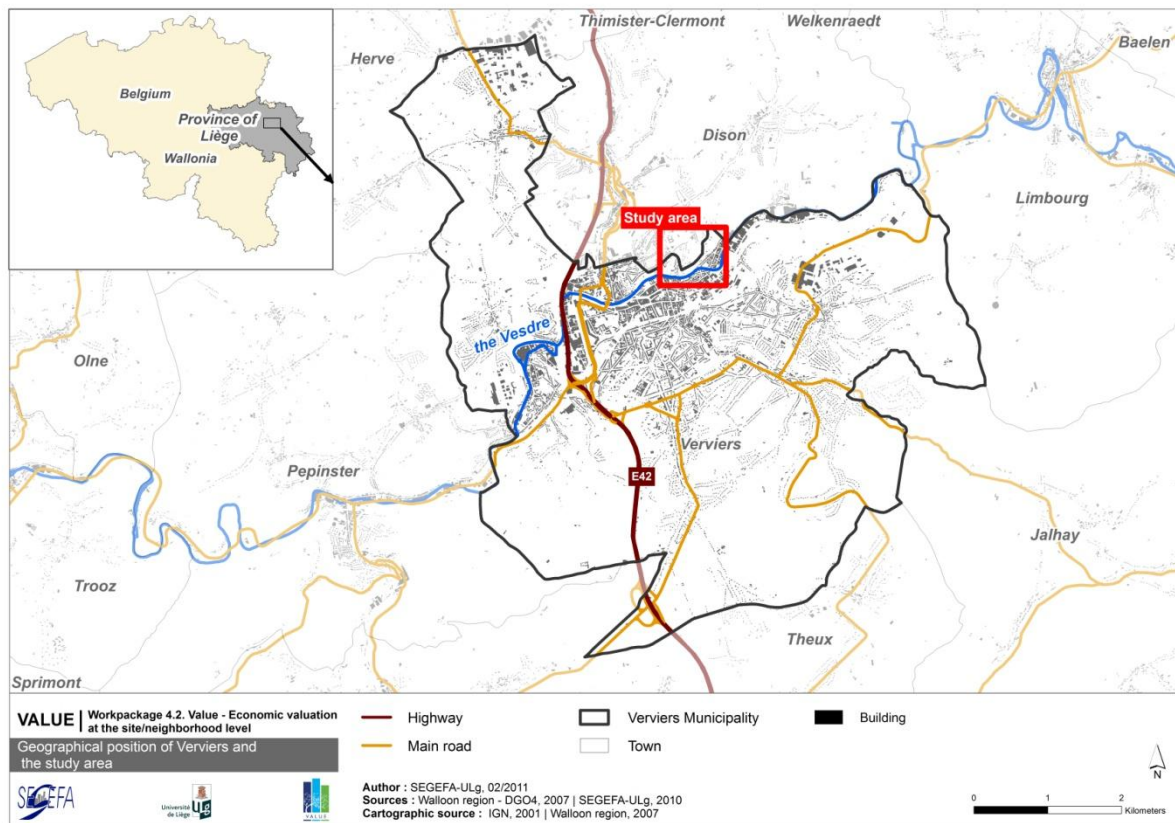 Belgium
Province of
Liège
Wallonia
Thimister-Clermont
Welkenraedt
Baelen
Herve
Dison
Limbourg
Study area
the Vesdre
Olne
Verviers
Pepinster
E42
Jalhay
Trooz
Theux
Sprimont
VALUE | Workpackage 4.2. Value - Economic valuation
at the site/neighborhood level
Geographical position of Verviers and
the study area
Highway
Main road
Verviers Municipality
Town
Building
SEGEFA
Université
de Liège
ULg
VALUE
Author : SEGEFA-ULg, 02/2011
Sources : Walloon region - DGO4, 2007 | SEGEFA-ULg, 2010
Cartographic source : IGN, 2001 | Walloon region, 2007
N
0 1 2
Kilometers